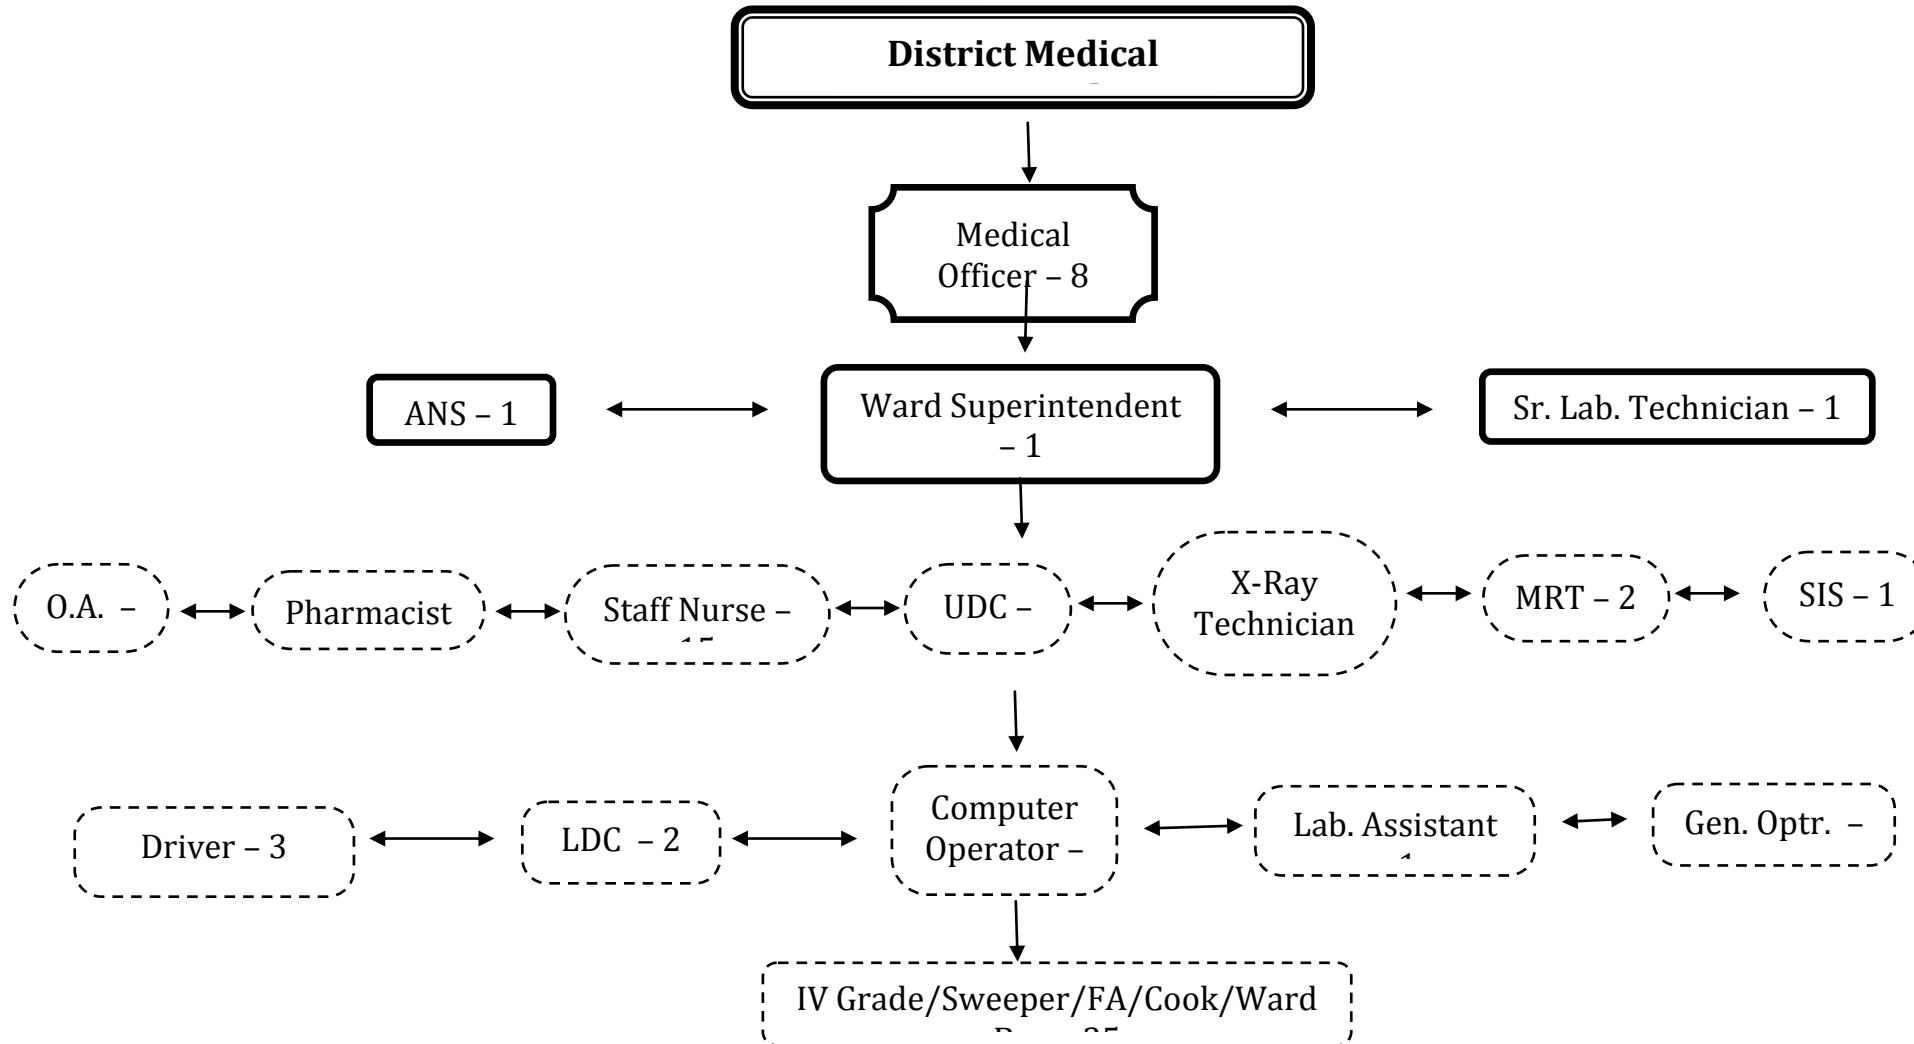 District Medical
Medical
Officer – 8
ANS – 1
Ward Superintendent
– 1
Sr. Lab. Technician – 1
O.A. –
Pharmacist
Staff Nurse –
UDC –
X-Ray
Technician
MRT – 2
SIS – 1
Driver – 3
LDC – 2
Computer
Operator –
Lab. Assistant
Gen. Optr. –
IV Grade/Sweeper/FA/Cook/Ward